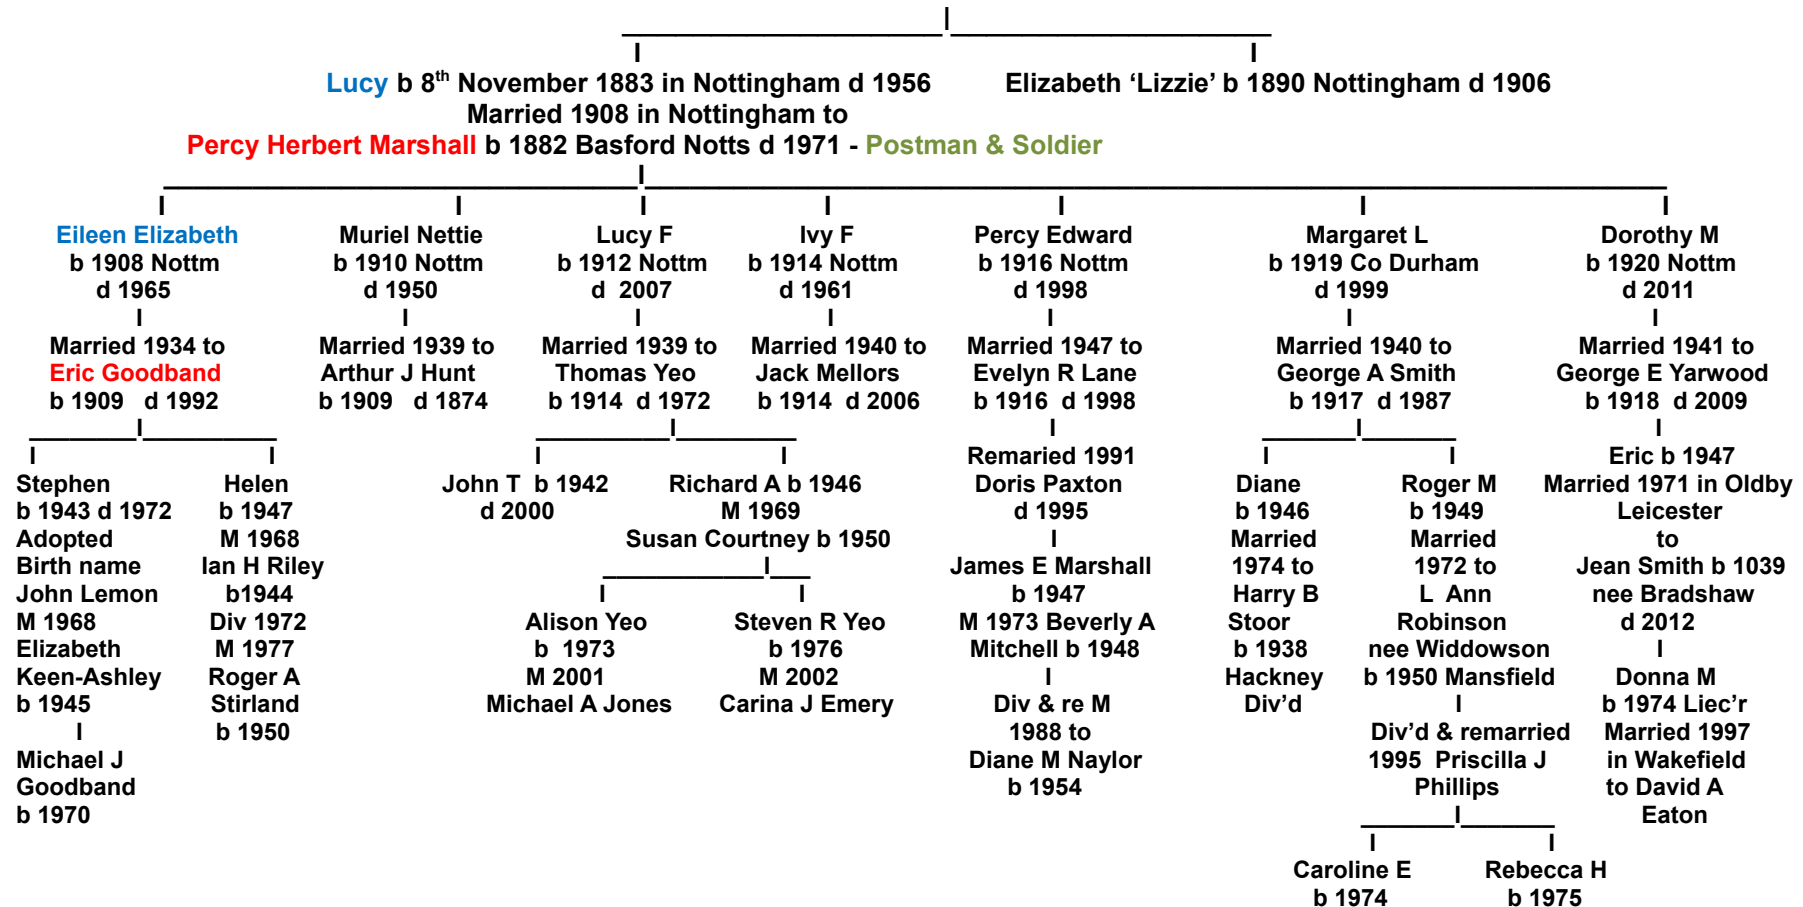 Lucy b 8th November 1883 in Nottingham d 1956
Married 1908 in Nottingham to
Percy Herbert Marshall b 1882 Basford Notts d 1971 - Postman & Soldier
Elizabeth ‘Lizzie’ b 1890 Nottingham d 1906
Eileen Elizabeth
b 1908 Nottm
d 1965
Married 1934 to
Eric Goodband
b 1909 d 1992
Stephen
b 1943 d 1972
Adopted
Birth name
John Lemon
M 1968
Elizabeth
Keen-Ashley
b 1945
Michael J
Goodband
b 1970
Helen
b 1947
M 1968
Ian H Riley
b1944
Div 1972
M 1977
Roger A
Stirland
b 1950
Muriel Nettie
b 1910 Nottm
d 1950
Married 1939 to
Arthur J Hunt
b 1909 d 1874
Lucy F
b 1912 Nottm
d 2007
Married 1939 to
Thomas Yeo
b 1914 d 1972
John T b 1942
d 2000
Richard A b 1946
M 1969
Susan Courtney b 1950
Alison Yeo
b 1973
M 2001
Michael A Jones
Steven R Yeo
b 1976
M 2002
Carina J Emery
Ivy F
b 1914 Nottm
d 1961
Married 1940 to
Jack Mellors
b 1914 d 2006
Percy Edward
b 1916 Nottm
d 1998
Married 1947 to
Evelyn R Lane
b 1916 d 1998
Remaried 1991
Doris Paxton
d 1995
James E Marshall
b 1947
M 1973 Beverly A
Mitchell b 1948
Div & re M
1988 to
Diane M Naylor
b 1954
Margaret L
b 1919 Co Durham
d 1999
Married 1940 to
George A Smith
b 1917 d 1987
Diane
b 1946
Married
1974 to
Harry B
Stoor
b 1938
Hackney
Div'd
Roger M
b 1949
Married
1972 to
L Ann
Robinson
nee Widdowson
b 1950 Mansfield
Div’d & remarried
1995 Priscilla J
Phillips
Caroline E
b 1974
Rebecca H
b 1975
Dorothy M
b 1920 Nottm
d 2011
Married 1941 to
George E Yarwood
b 1918 d 2009
Eric b 1947
Married 1971 in Oldby
Leicester
to
Jean Smith b 1039
nee Bradshaw
d 2012
Donna M
b 1974 Liec'r
Married 1997
in Wakefield
to David A
Eaton